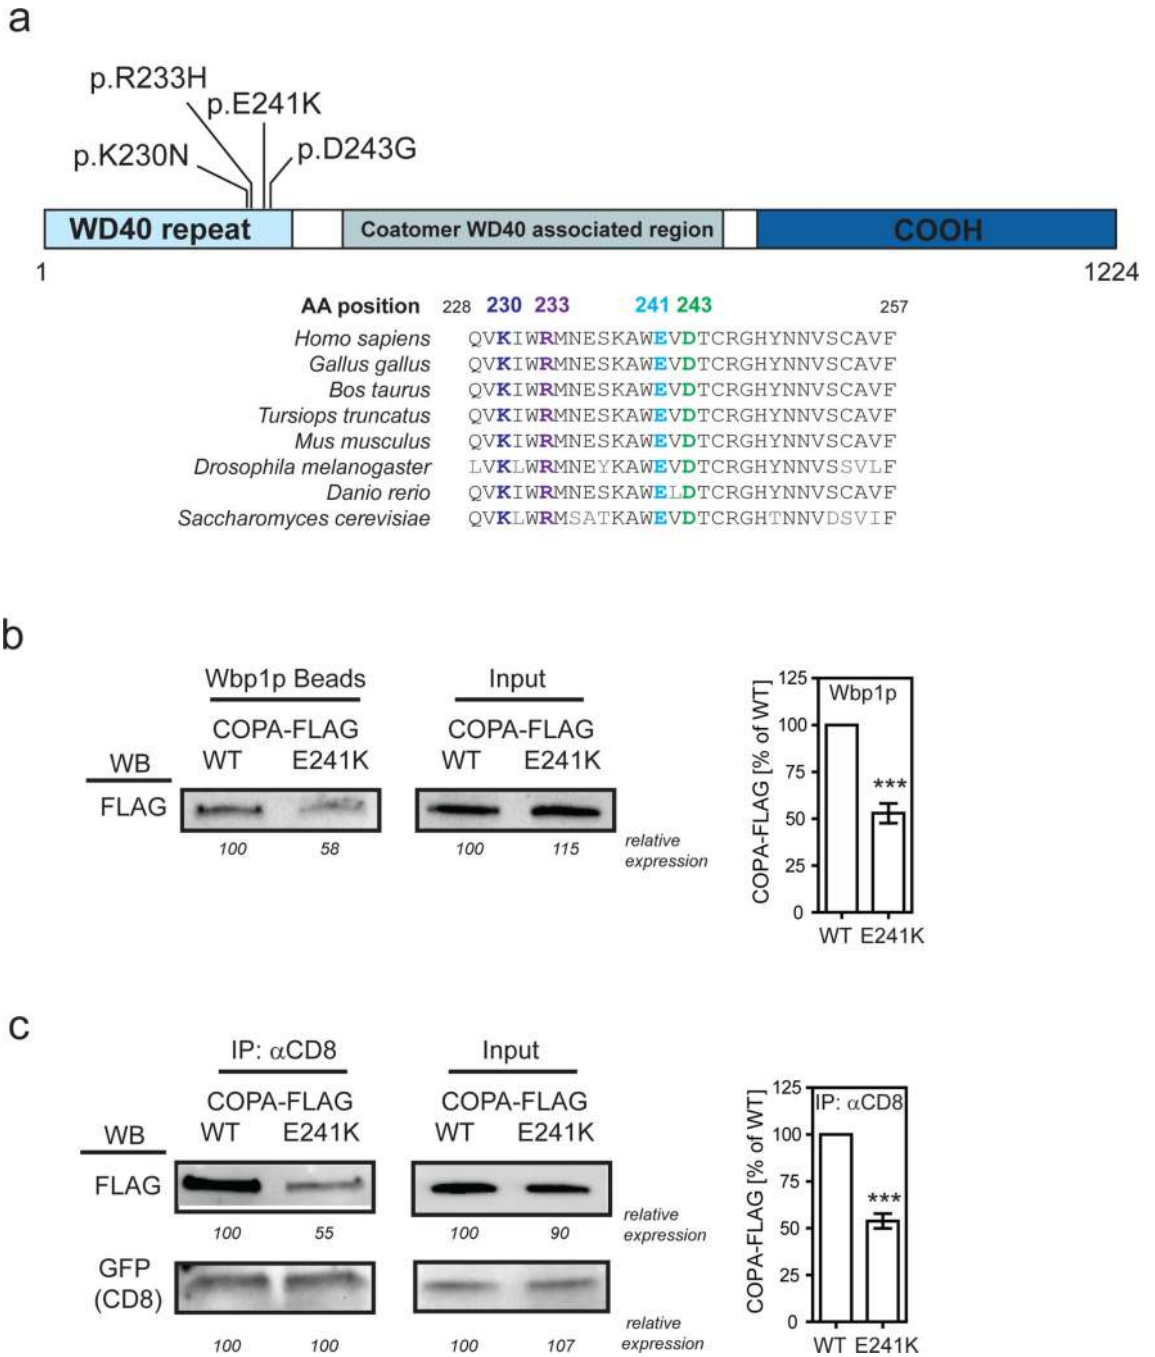 a
p.R233H
p.E241K
p.K230N
p.D243G
WD40 repeat
Coatomer WD40 associated region
COOH
1
1224
AA position 228 230 233 241 243 257
Homo sapiens QVKIWRMNESKAWEVDTCRGHYNNVSCAVF
Gallus gallus QVKIWRMNESKAWEVDTCRGHYNNVSCAVF
Bos taurus QVKIWRMNESKAWEVDTCRGHYNNVSCAVF
Tursiops truncatus QVKIWRMNESKAWEVDTCRGHYNNVSCAVF
Mus musculus QVKIWRMNESKAWEVDTCRGHYNNVSCAVF
Drosophila melanogaster LVKLWRMNEYKAWEVDTCRGHYNNVSSVLF
Danio rerio QVKIWRMNESKAWELDTCRGHYNNVSCAVF
Saccharomyces cerevisiae QVKLWRMSATKAWEVDTCRGHTNNVDSVIF
b
Wbp1p Beads Input
COPA-FLAG COPA-FLAG
WB WT E241K WT E241K
FLAG
100 58 100 115 relative
expression
COPA-FLAG [% of WT]
125
100
75
50
25
0
Wbp1p
***
WT E241K
c
IP: αCD8 Input
COPA-FLAG COPA-FLAG
WB WT E241K WT E241K
FLAG
100 55 100 90 relative
expression
GFP
(CD8)
100 100 100 107 relative
expression
COPA-FLAG [% of WT]
125
100
75
50
25
0
IP: αCD8
***
WT E241K